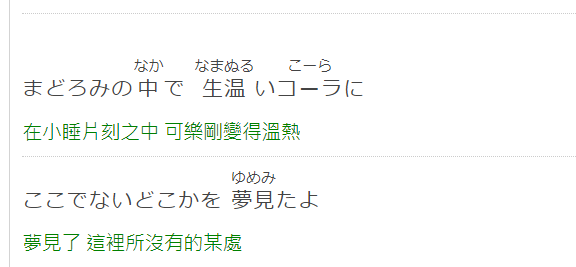 なか なまぬる こーら
まどろみの中で 生温いコーラに
在小睡片刻之中 可樂剛變得溫熱
ゆめみ
ここでないどこかを 夢見たよ
夢見了 這裡所沒有的某處